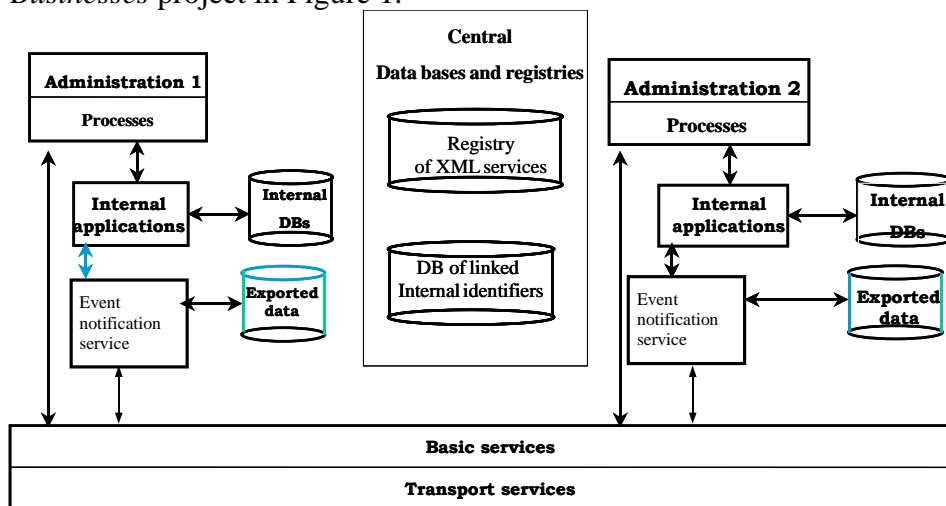 Businesses project in Figure 1.
Central
Data bases and registries
Registry
of XML services
DB of linked
Internal identifiers
Administration 1
Processes
Internal
applications
Internal
DBs
Event
notification
service
Exported
data
Administration 2
Processes
Internal
applications
Internal
DBs
Event
notification
service
Exported
data
Basic services
Transport services